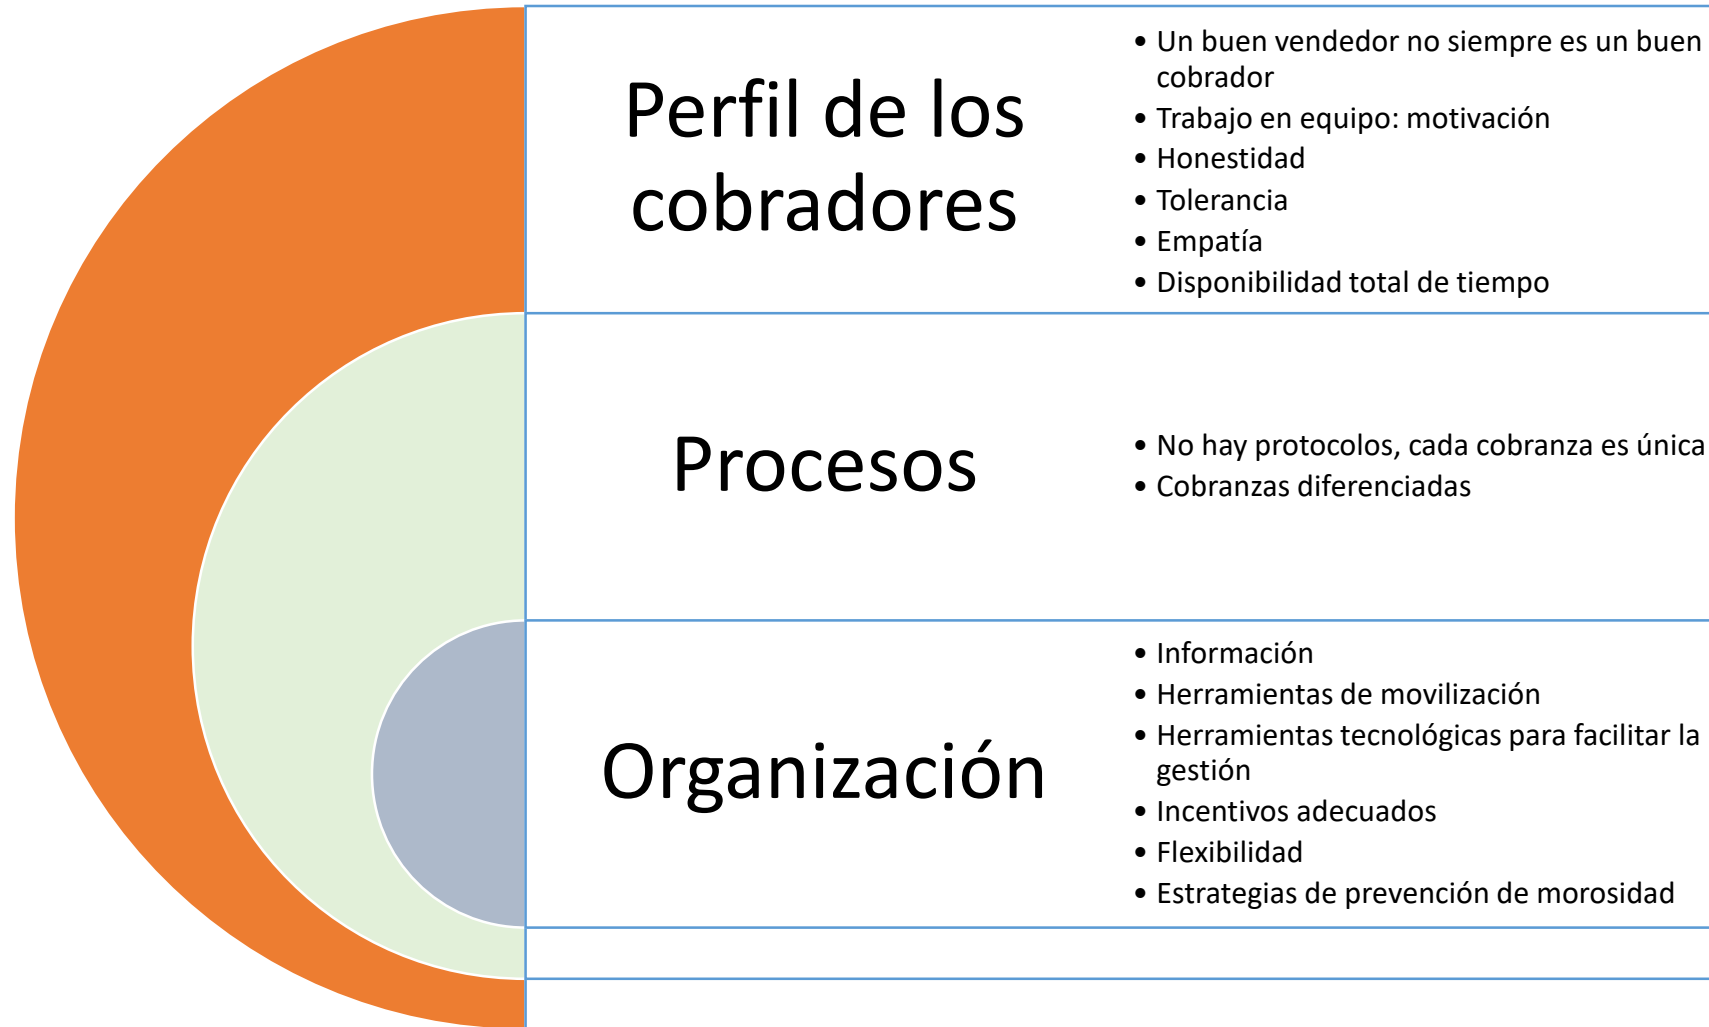 Perfil de los
cobradores
• Un buen vendedor no siempre es un buen
cobrador
• Trabajo en equipo: motivación
• Honestidad
• Tolerancia
• Empatía
• Disponibilidad total de tiempo
Procesos
• No hay protocolos, cada cobranza es única
• Cobranzas diferenciadas
Organización
• Información
• Herramientas de movilización
• Herramientas tecnológicas para facilitar la
gestión
• Incentivos adecuados
• Flexibilidad
• Estrategias de prevención de morosidad